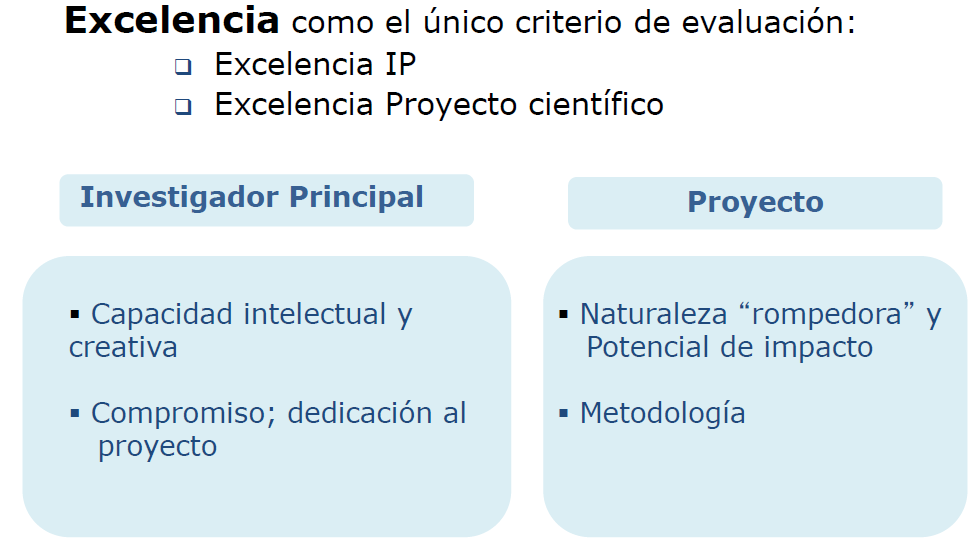 Excelencia como el único criterio de evaluación:
❑ Excelencia IP
❑ Excelencia Proyecto científico
Investigador Principal
▪ Capacidad intelectual y
creativa
▪ Compromiso; dedicación al
proyecto
Proyecto
▪ Naturaleza “rompedora” y
Potencial de impacto
▪ Metodología